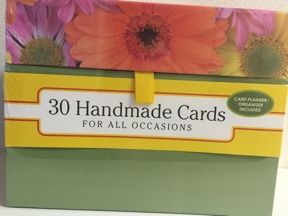 30 Handmade Cards
FOR ALL OCCASIONS
CARD PLANNER/
ORGANIZER
INCLUDED